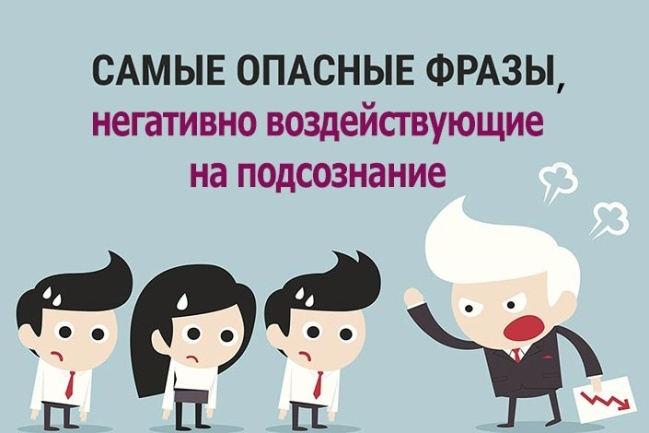 САМЫЕ ОПАСНЫЕ ФРАЗЫ,
негативно воздействующие
на подсознание